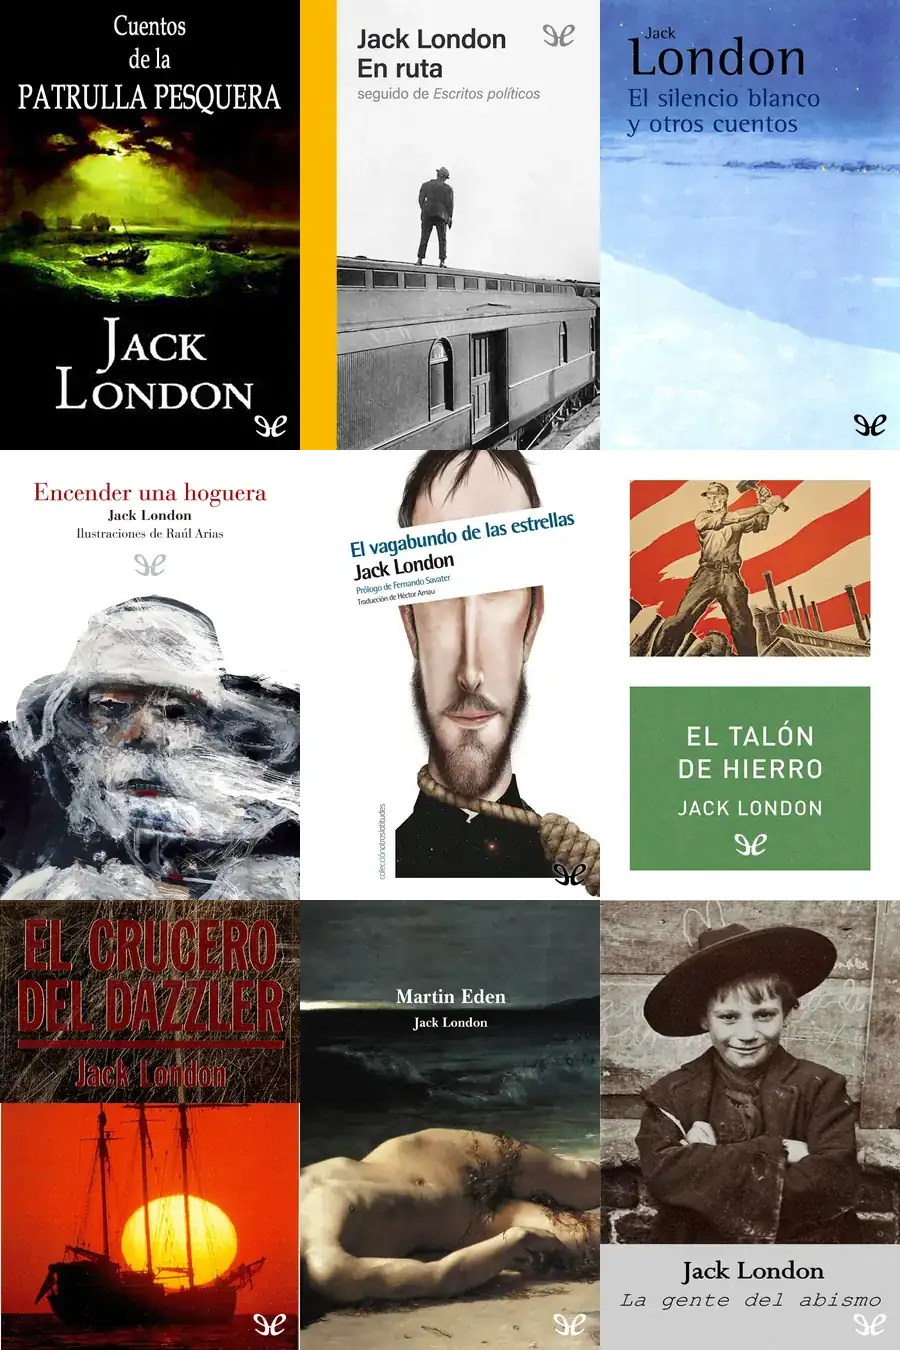 Cuentos
de la
PATRULLA PESQUERA
JACK
LONDON
Jack London
En ruta
seguido de Escritos políticos
Jack
London
El silencio blanco
y otros cuentos
Encender una hoguera
Jack London
Ilustraciones de Raúl Arias
El vagabundo de las estrellas
Jack London
Prólogo de Fernando Savater
Traducción de Héctor Arnau
colecciónotraslatitudes
EL TALÓN
DE HIERRO
JACK LONDON
EL CRUCERO
DEL DAZZLER
Jack London
Martin Eden
Jack London
Jack London
La gente del abismo